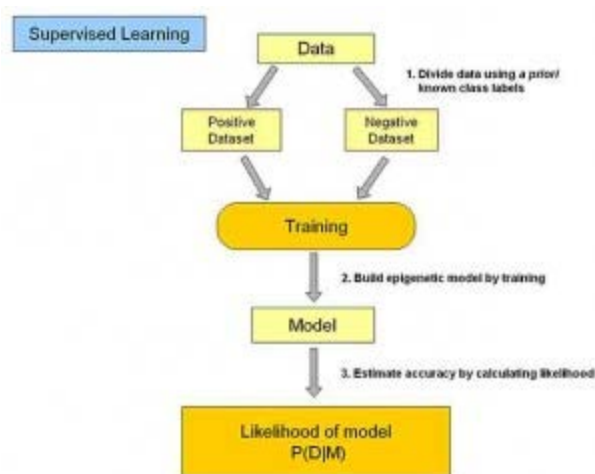 Supervised Learning
Data
1. Divide data using a priori
known class labels
Positive
Dataset
Negative
Dataset
Training
2. Build epigenetic model by training
Model
3. Estimate accuracy by calculating likelihood
Likelihood of model
P(D|M)